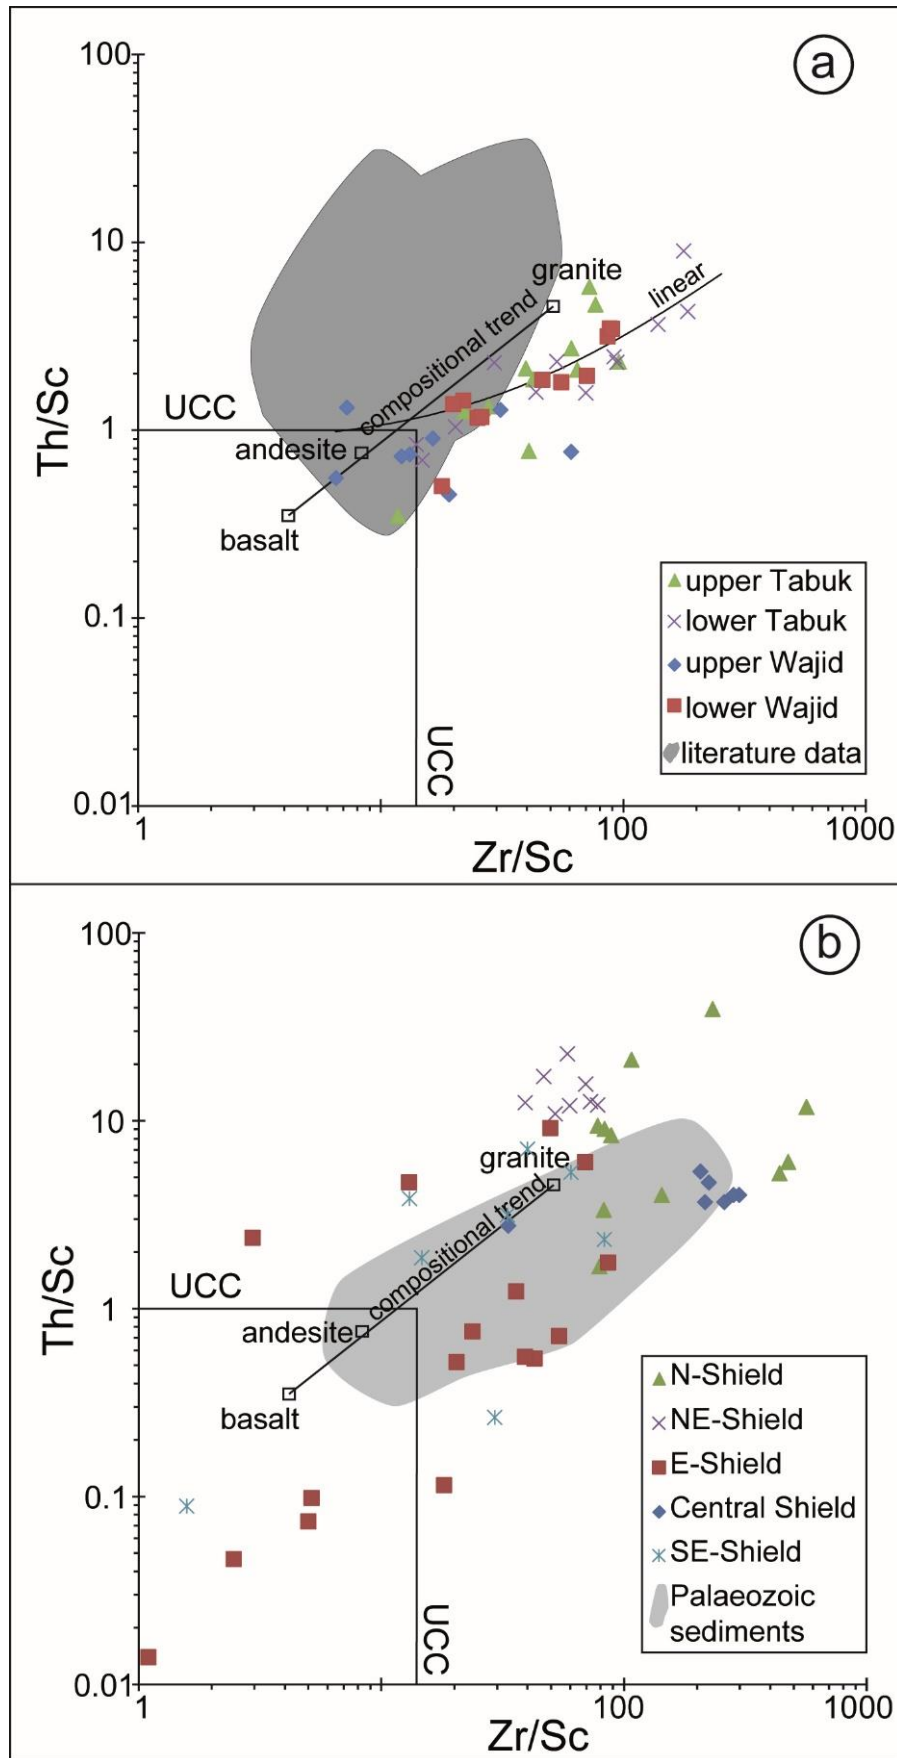 a
100
10
1
0.1
0.01
Th/Sc
granite
linear
compositional trend
UCC
andesite
basalt
UCC
upper Tabuk
lower Tabuk
upper Wajid
lower Wajid
literature data
1
100
1000
Zr/Sc
b
100
10
1
0.1
0.01
Th/Sc
granite
compositional trend
UCC
andesite
basalt
UCC
N-Shield
NE-Shield
E-Shield
Central Shield
SE-Shield
Palaeozoic
sediments
1
100
1000
Zr/Sc